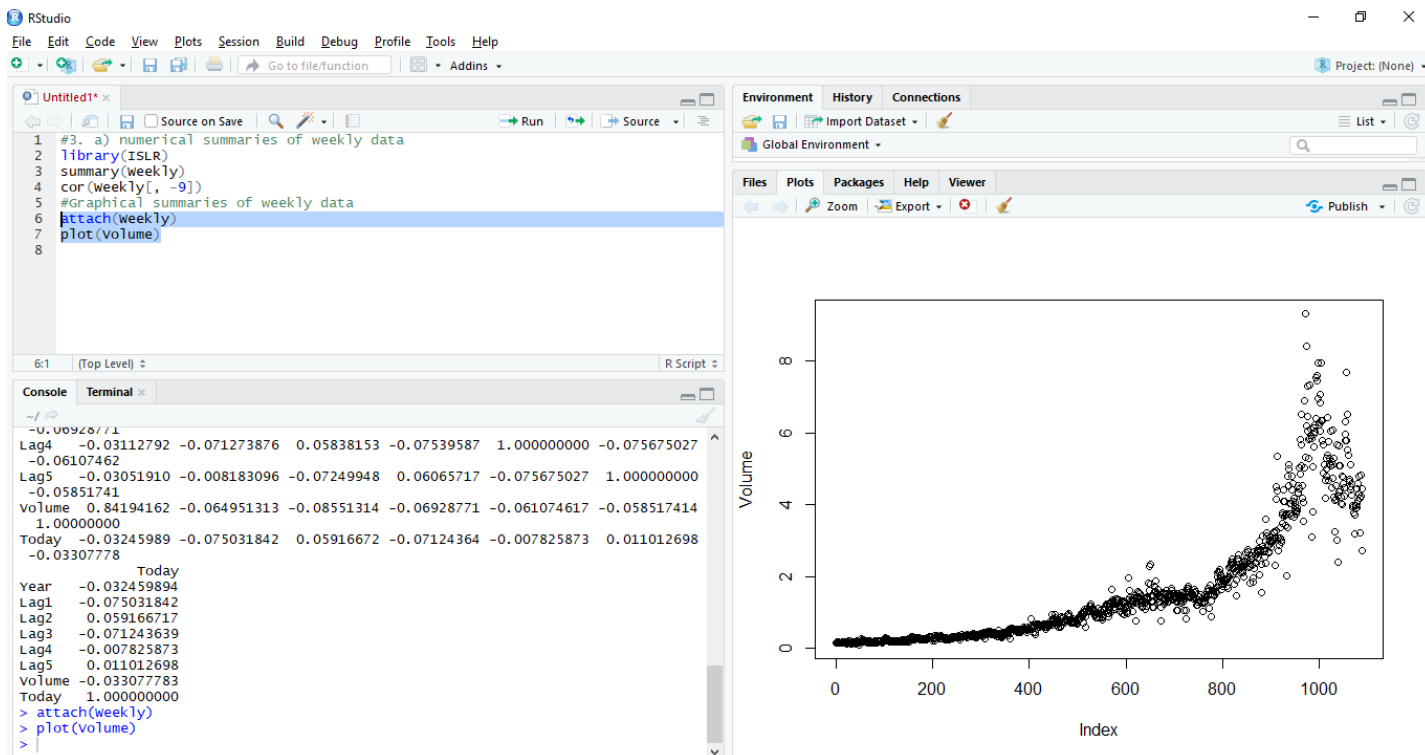 RStudio
File Edit Code View Plots Session Build Debug Profile Tools Help
Go to file/function Addins Project: (None)
Untitled1*
Source on Save Run Source
1 #3. a) numerical summaries of weekly data
2 library(ISLR)
3 summary(Weekly)
4 cor(Weekly[, -9])
5 #Graphical summaries of weekly data
6 attach(Weekly)
7 plot(Volume)
8
6:1 (Top Level) R Script
Console Terminal
~/
-0.06928771
Lag4 -0.03112792 -0.071273876 0.05838153 -0.07539587 1.000000000 -0.075675027
-0.06107462
Lag5 -0.03051910 -0.008183096 -0.07249948 0.06065717 -0.075675027 1.000000000
-0.05851741
Volume 0.84194162 -0.064951313 -0.08551314 -0.06928771 -0.061074617 -0.058517414
1.00000000
Today -0.03245989 -0.075031842 0.05916672 -0.07124364 -0.007825873 0.011012698
-0.03307778
Today
Year -0.032459894
Lag1 -0.075031842
Lag2 0.059166717
Lag3 -0.071243639
Lag4 -0.007825873
Lag5 0.011012698
Volume -0.033077783
Today 1.000000000
> attach(Weekly)
> plot(Volume)
>
Environment History Connections
Import Dataset List
Global Environment
Files Plots Packages Help Viewer
Zoom Export Publish
Volume
8
6
4
2
0
0 200 400 600 800 1000
Index